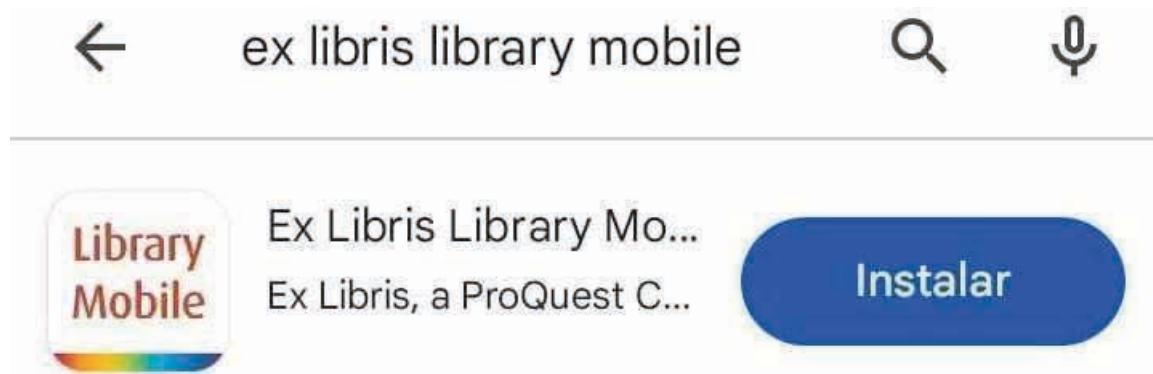 ex libris library mobile
Library
Mobile
Ex Libris Library Mo...
Ex Libris, a ProQuest C...
Instalar